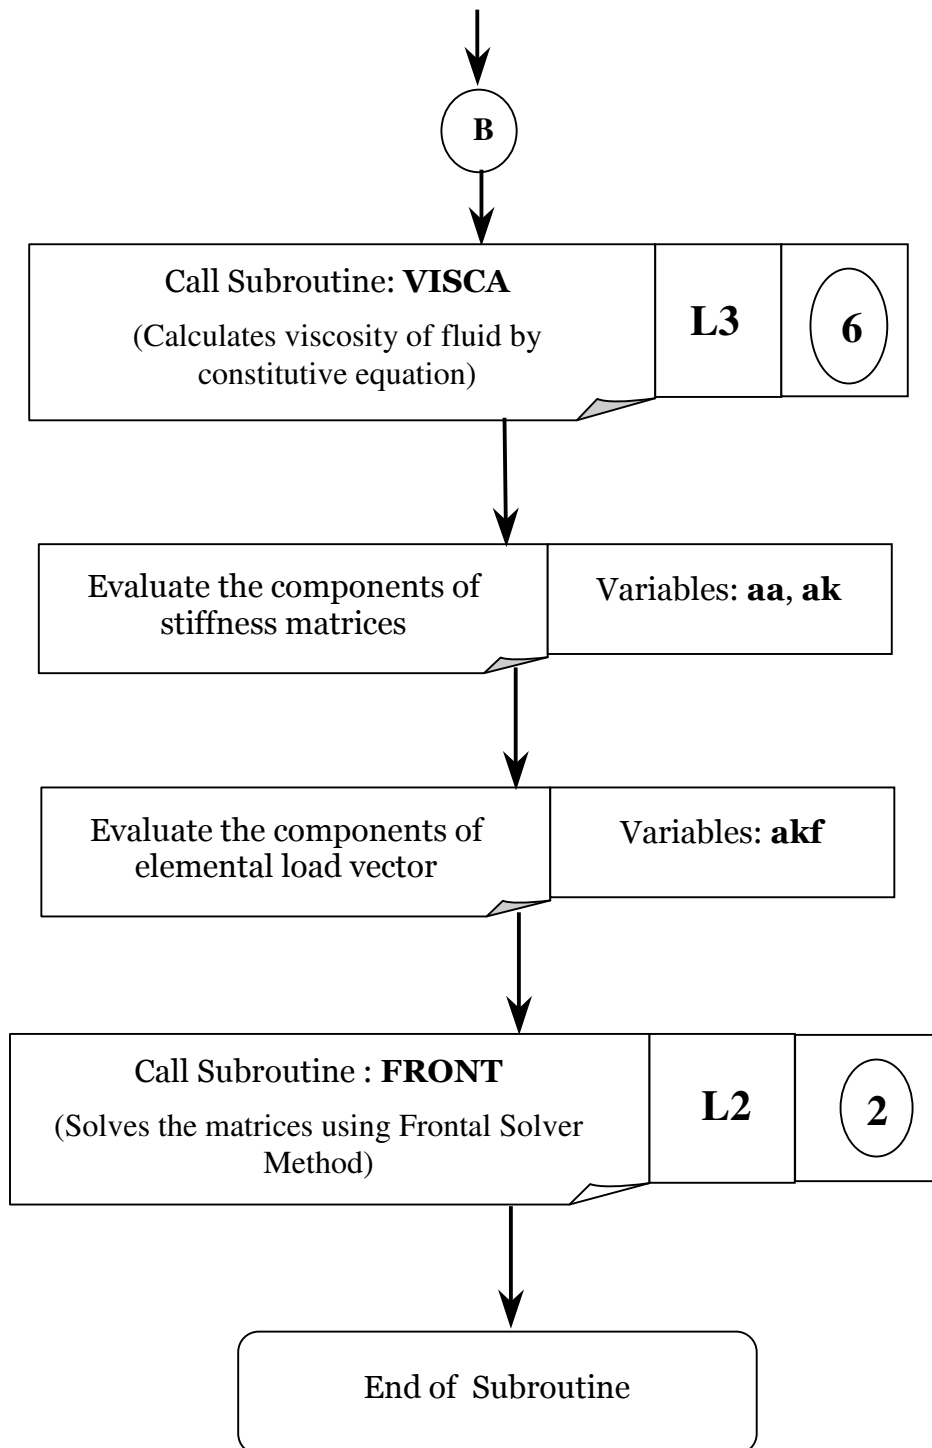 B
Call Subroutine: VISCA
(Calculates viscosity of fluid by
constitutive equation)
L3
6
Evaluate the components of
stiffness matrices
Variables: aa, ak
Evaluate the components of
elemental load vector
Variables: akf
Call Subroutine : FRONT
(Solves the matrices using Frontal Solver
Method)
L2
2
End of Subroutine